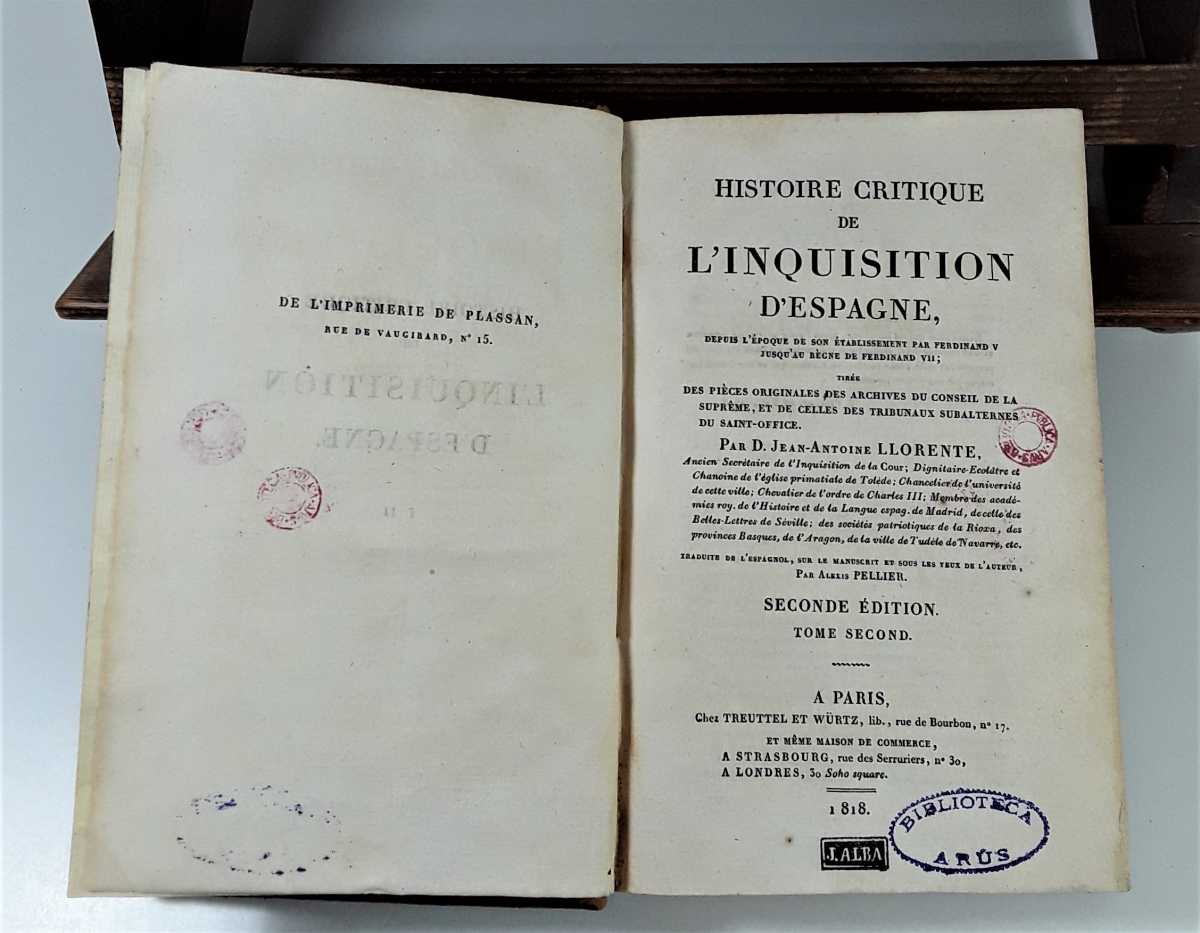 DE L'IMPRIMERIE DE PLASSAN,
RUE DE VAUGIRARD, N° 15.
HISTOIRE CRITIQUE
DE
L'INQUISITION
D'ESPAGNE,
DEPUIS L'ÉPOQUE DE SON ÉTABLISSEMENT PAR FERDINAND V
JUSQU'AU RÈGNE DE FERDINAND VII;
TIRÉE
DES PIÈCES ORIGINALES DES ARCHIVES DU CONSEIL DE LA
SUPRÊME, ET DE CELLES DES TRIBUNAUX SUBALTERNES
DU SAINT-OFFICE.
PAR D. JEAN-ANTOINE LLORENTE,
Ancien Secrétaire de l'Inquisition de la Cour; Dignitaire-Ecolâtre et
Chanoine de l'église primatiale de Tolède; Chancelier de l'université
de cette ville; Chevalier de l'ordre de Charles III; Membre des acadé-
mies roy. de l'Histoire et de la Langue espag. de Madrid, de celle des
Belles-Lettres de Séville; des sociétés patriotiques de la Rioxa, des
provinces Basques, de l'Aragon, de la ville de Tudèle de Navarre, etc.
TRADUITE DE L'ESPAGNOL, SUR LE MANUSCRIT ET SOUS LES YEUX DE L'AUTEUR,
PAR ALEXIS PELLIER.
SECONDE ÉDITION.
TOME SECOND.
A PARIS,
Chez TREUTTEL ET WÜRTZ, lib., rue de Bourbon, n° 17.
ET MÊME MAISON DE COMMERCE,
A STRASBOURG, rue des Serruriers, n° 30,
A LONDRES, 30 Soho square.
1818.
J. ALBA
BIBLIOTECA
ARÚS